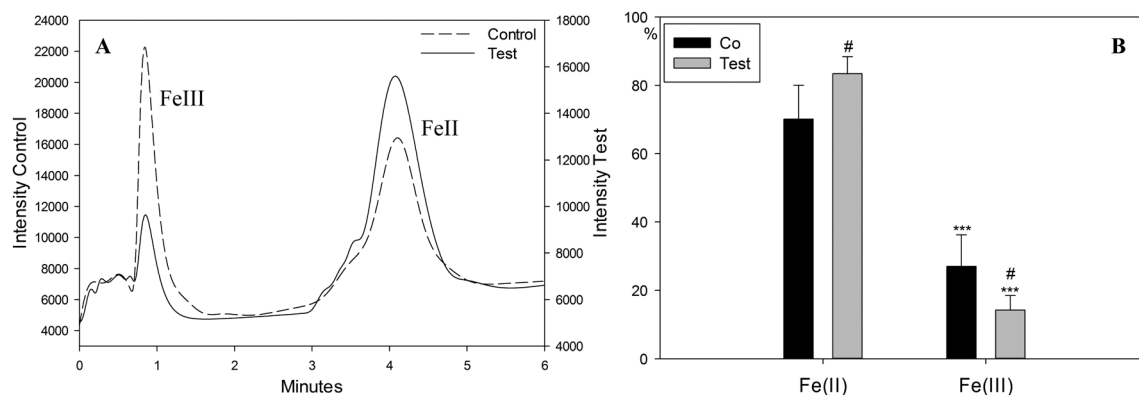 A
Control
Test
FeIII
FeII
Intensity Control
24000
22000
20000
18000
16000
14000
12000
10000
8000
6000
4000
18000
16000
14000
12000
10000
8000
6000
4000
Intensity Test
0
1
2
3
4
5
6
Minutes
B
Co
Test
%
100
80
60
40
20
0
#
***
#
***
Fe(II)
Fe(III)